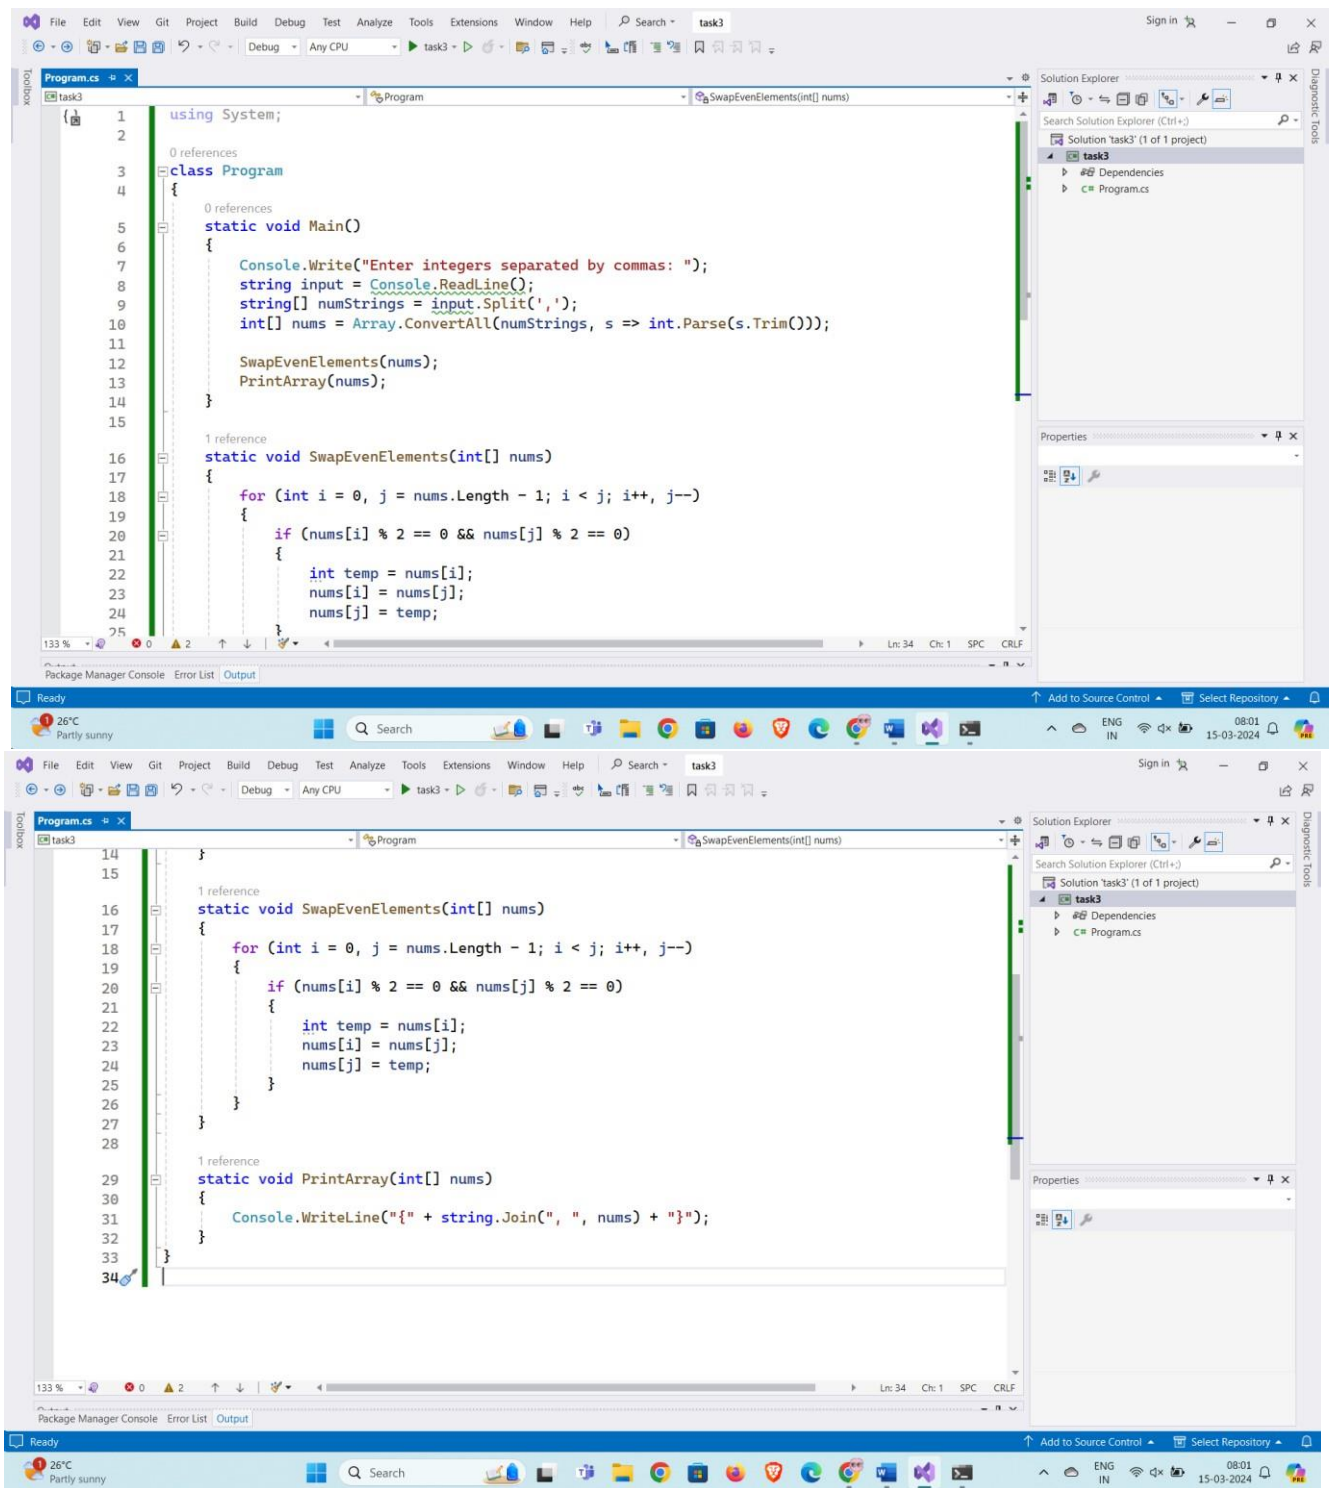 File Edit View Git Project Build Debug Test Analyze Tools Extensions Window Help Search task3 Sign in
Debug Any CPU task3
Toolbox
Program.cs
task3 Program SwapEvenElements(int[] nums)
1 using System;
2
0 references
3 class Program
4 {
0 references
5 static void Main()
6 {
7 Console.Write("Enter integers separated by commas: ");
8 string input = Console.ReadLine();
9 string[] numStrings = input.Split(',');
10 int[] nums = Array.ConvertAll(numStrings, s => int.Parse(s.Trim()));
11
12 SwapEvenElements(nums);
13 PrintArray(nums);
14 }
15
1 reference
16 static void SwapEvenElements(int[] nums)
17 {
18 for (int i = 0, j = nums.Length - 1; i < j; i++, j--)
19 {
20 if (nums[i] % 2 == 0 && nums[j] % 2 == 0)
21 {
22 int temp = nums[i];
23 nums[i] = nums[j];
24 nums[j] = temp;
25 }
133 % 0 2 Ln: 34 Ch: 1 SPC CRLF
Package Manager Console Error List Output
Solution Explorer
Search Solution Explorer (Ctrl+;)
Solution 'task3' (1 of 1 project)
task3
Dependencies
C# Program.cs
Properties
Diagnostic Tools
Ready Add to Source Control Select Repository
1 26°C
Partly sunny
Search
ENG
IN
08:01
15-03-2024
File Edit View Git Project Build Debug Test Analyze Tools Extensions Window Help Search task3 Sign in
Debug Any CPU task3
Toolbox
Program.cs
task3 Program SwapEvenElements(int[] nums)
14 }
15
1 reference
16 static void SwapEvenElements(int[] nums)
17 {
18 for (int i = 0, j = nums.Length - 1; i < j; i++, j--)
19 {
20 if (nums[i] % 2 == 0 && nums[j] % 2 == 0)
21 {
22 int temp = nums[i];
23 nums[i] = nums[j];
24 nums[j] = temp;
25 }
26 }
27 }
28
1 reference
29 static void PrintArray(int[] nums)
30 {
31 Console.WriteLine("{" + string.Join(", ", nums) + "}");
32 }
33 }
34
133 % 0 2 Ln: 34 Ch: 1 SPC CRLF
Package Manager Console Error List Output
Solution Explorer
Search Solution Explorer (Ctrl+;)
Solution 'task3' (1 of 1 project)
task3
Dependencies
C# Program.cs
Properties
Diagnostic Tools
Ready Add to Source Control Select Repository
1 26°C
Partly sunny
Search
ENG
IN
08:01
15-03-2024